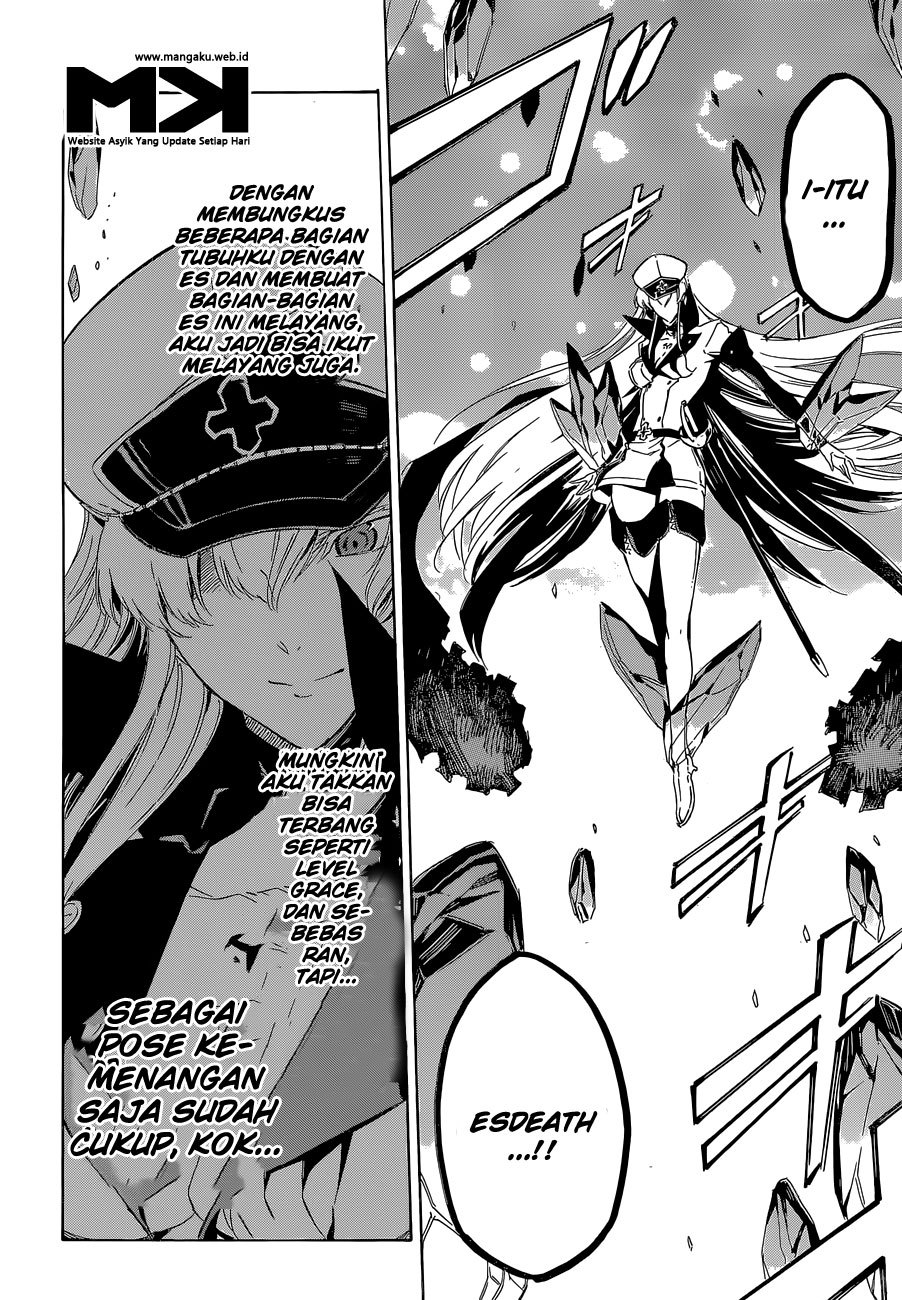 www.mangaku.web.id
MK
Website Asyik Yang Update Setiap Hari
I-ITU
...
ESDEATH
...!!
DENGAN
MEMBUNGKUS
BEBERAPA BAGIAN
TUBUHKU DENGAN
ES DAN MEMBUAT
BAGIAN-BAGIAN
ES INI MELAYANG,
AKU JADI BISA IKUT
MELAYANG JUGA.
MUNGKIN
AKU TAKKAN
BISA
TERBANG
SEPERTI
LEVEL
GRACE,
DAN SE-
BEBAS
RAN,
TAPI...
SEBAGAI
POSE KE-
MENANGAN
SAJA SUDAH
CUKUP, KOK...
キ
キ